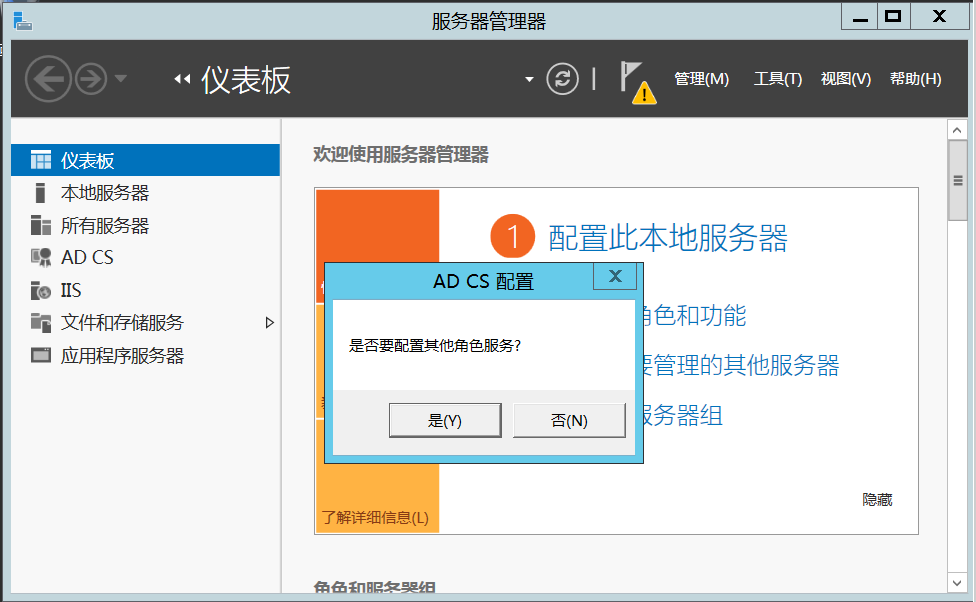 服务器管理器
仪表板
管理(M) 工具(T) 视图(V) 帮助(H)
仪表板
本地服务器
所有服务器
AD CS
IIS
文件和存储服务
应用程序服务器
欢迎使用服务器管理器
1 配置此本地服务器
角色和功能
要管理的其他服务器
服务器组
AD CS 配置
是否要配置其他角色服务?
是(Y) 否(N)
了解详细信息(L)
隐藏
角色和服务器组